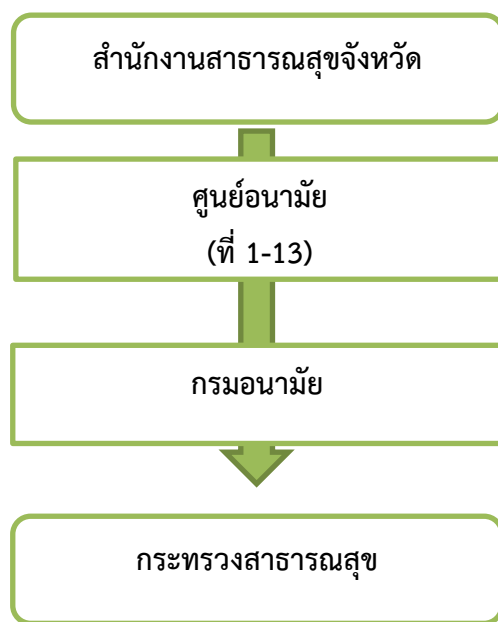 สำนักงานสาธารณสุขจังหวัด
ศูนย์อนามัย
(ที่ 1-13)
กรมอนามัย
กระทรวงสาธารณสุข